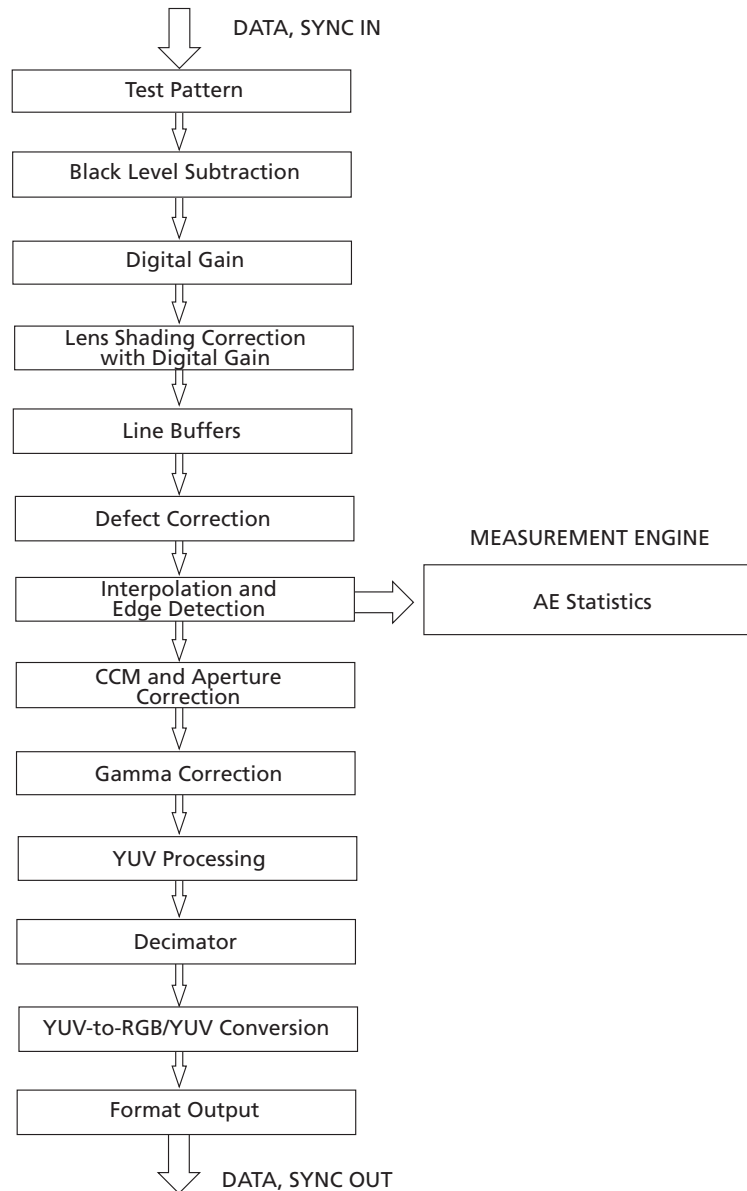 DATA, SYNC IN
Test Pattern
Black Level Subtraction
Digital Gain
Lens Shading Correction
with Digital Gain
Line Buffers
Defect Correction
MEASUREMENT ENGINE
Interpolation and
Edge Detection
AE Statistics
CCM and Aperture
Correction
Gamma Correction
YUV Processing
Decimator
YUV-to-RGB/YUV Conversion
Format Output
DATA, SYNC OUT